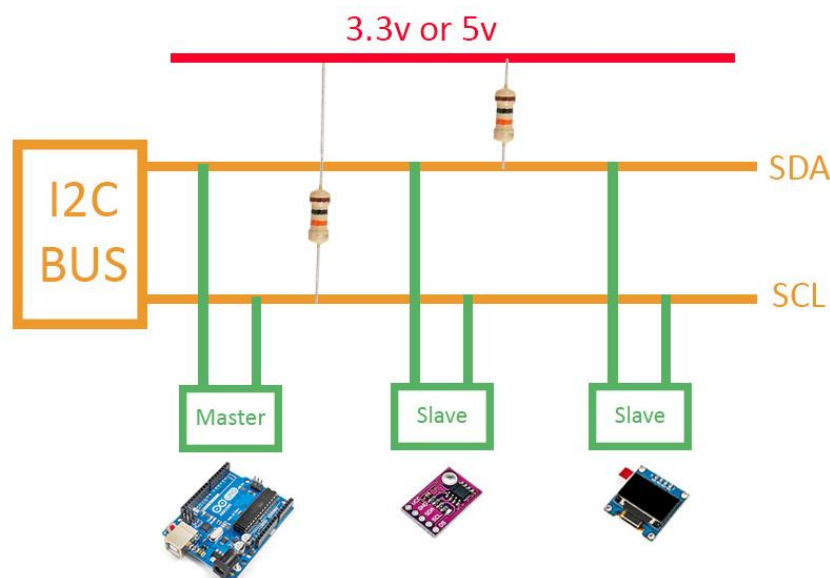 3.3v or 5v
I2C
BUS
SDA
SCL
Master
Slave
Slave